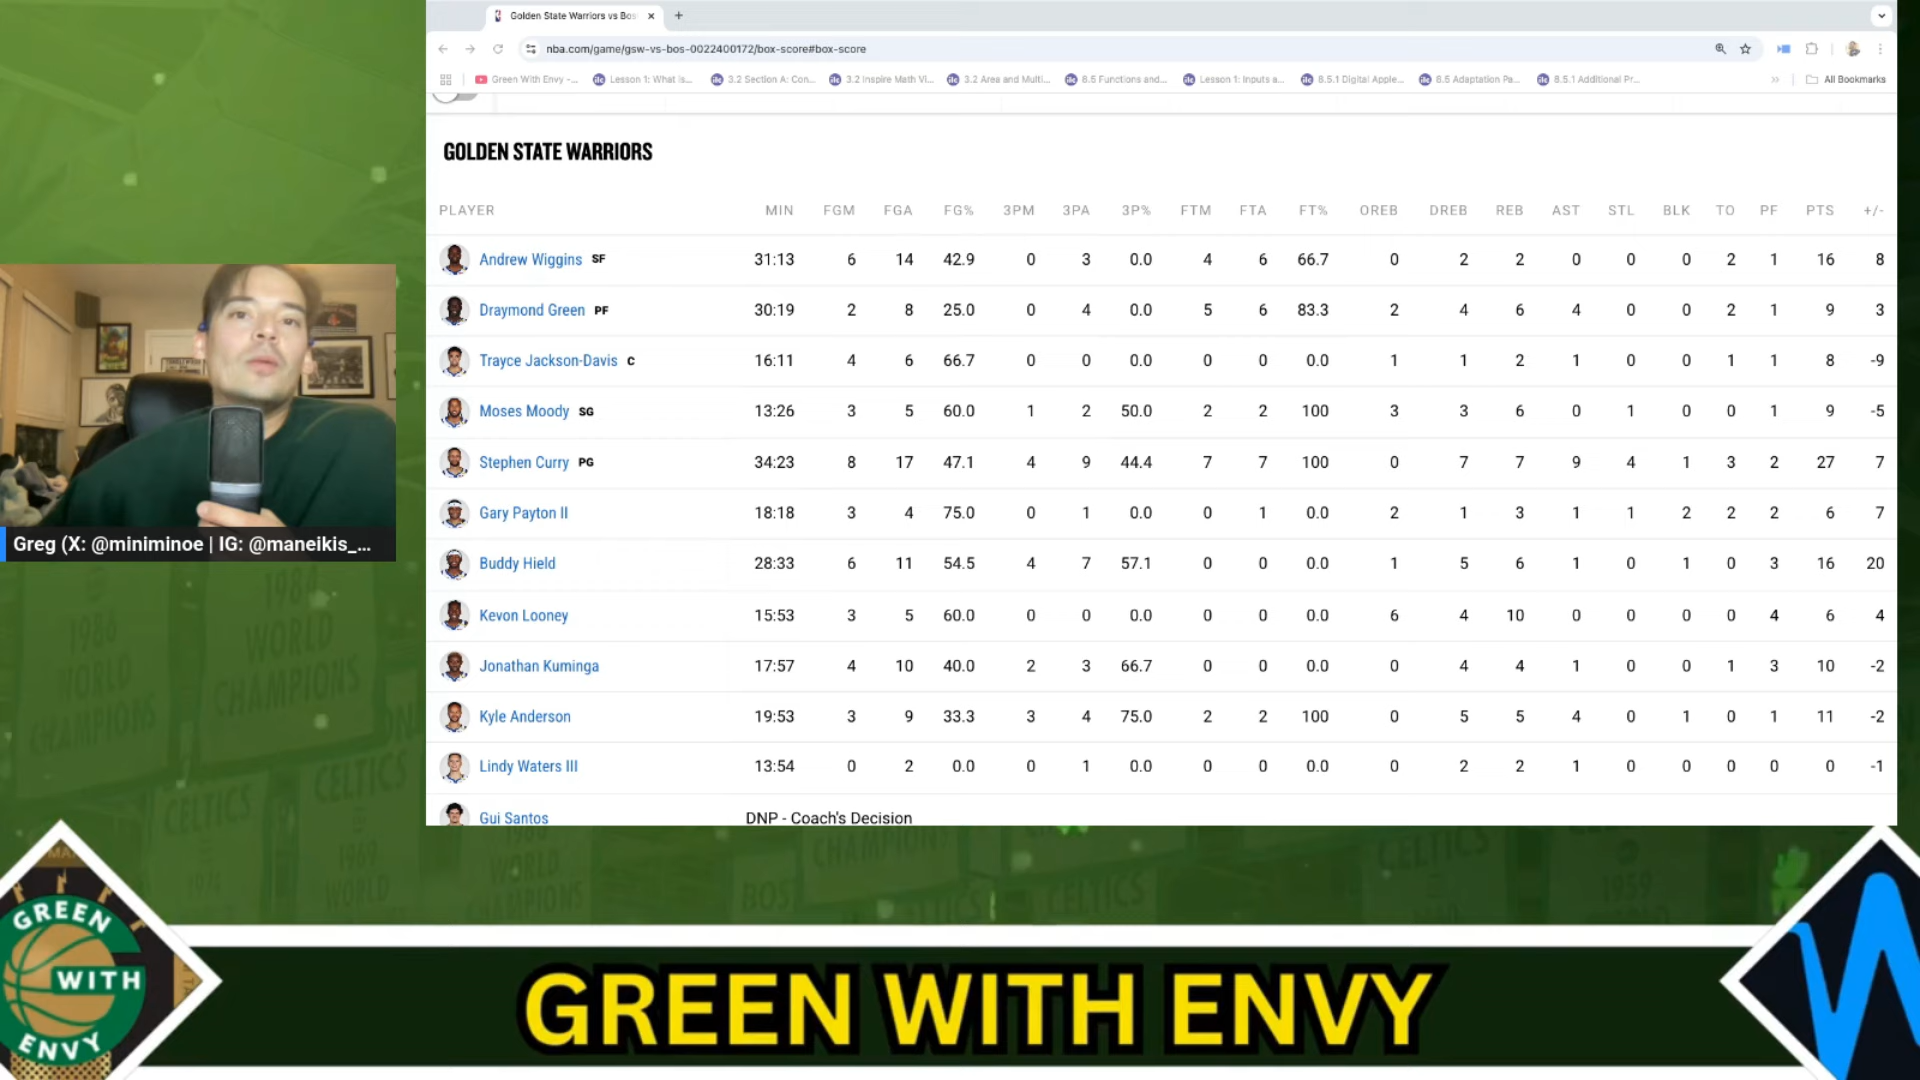 Golden State Warriors vs Bos
nba.com/game/gsw-vs-bos-0022400172/box-score#box-score
Green With Envy -...
Lesson 1: What is...
3.2 Section A: Con...
3.2 Inspire Math Vi...
3.2 Area and Multi...
8.5 Functions and...
Lesson 1: Inputs a...
8.5.1 Digital Apple...
8.5 Adaptation Pa...
8.5.1 Additional Pr...
All Bookmarks
GOLDEN STATE WARRIORS
PLAYER MIN FGM FGA FG% 3PM 3PA 3P% FTM FTA FT% OREB DREB REB AST STL BLK TO PF PTS +/-
Andrew Wiggins SF 31:13 6 14 42.9 0 3 0.0 4 6 66.7 0 2 2 0 0 0 2 1 16 8
Draymond Green PF 30:19 2 8 25.0 0 4 0.0 5 6 83.3 2 4 6 4 0 0 2 1 9 3
Trayce Jackson-Davis C 16:11 4 6 66.7 0 0 0.0 0 0 0.0 1 1 2 1 0 0 1 1 8 -9
Moses Moody SG 13:26 3 5 60.0 1 2 50.0 2 2 100 3 3 6 0 1 0 0 1 9 -5
Stephen Curry PG 34:23 8 17 47.1 4 9 44.4 7 7 100 0 7 7 9 4 1 3 2 27 7
Gary Payton II 18:18 3 4 75.0 0 1 0.0 0 1 0.0 2 1 3 1 1 2 2 2 6 7
Buddy Hield 28:33 6 11 54.5 4 7 57.1 0 0 0.0 1 5 6 1 0 1 0 3 16 20
Kevon Looney 15:53 3 5 60.0 0 0 0.0 0 0 0.0 6 4 10 0 0 0 0 4 6 4
Jonathan Kuminga 17:57 4 10 40.0 2 3 66.7 0 0 0.0 0 4 4 1 0 0 1 3 10 -2
Kyle Anderson 19:53 3 9 33.3 3 4 75.0 2 2 100 0 5 5 4 0 1 0 1 11 -2
Lindy Waters III 13:54 0 2 0.0 0 1 0.0 0 0 0.0 0 2 2 1 0 0 0 0 0 -1
Gui Santos DNP - Coach's Decision
Greg (X: @miniminoe | IG: @maneikis_...
1986
WORLD
CHAMPIONS
1984
WORLD
CHAMPIONS
CELTICS
CELTICS
1969
WORLD
CHAMPIONS
WORLD
CHAMPIONS
CHAMPIONS
BOS
CELTICS
CELTICS
1959
WORLD
GREEN
WITH
ENVY
GREEN WITH ENVY